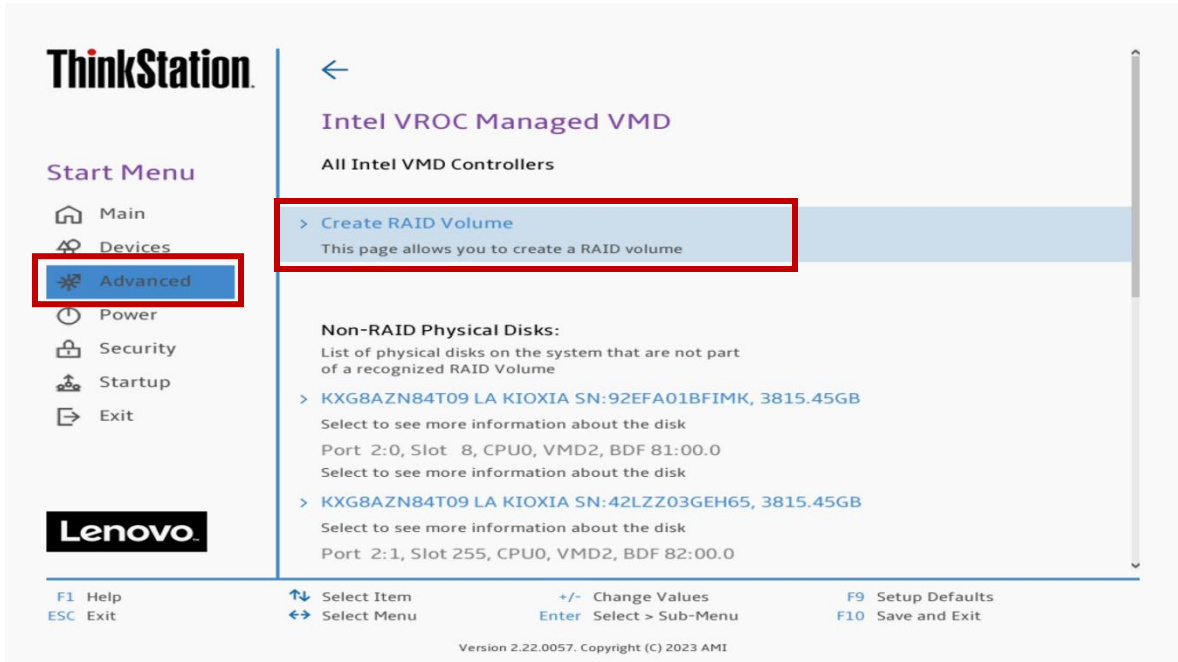 ThinkStation
Start Menu
Main
Devices
Advanced
Power
Security
Startup
Exit
Lenovo
Intel VROC Managed VMD
All Intel VMD Controllers
> Create RAID Volume
This page allows you to create a RAID volume
Non-RAID Physical Disks:
List of physical disks on the system that are not part
of a recognized RAID Volume
> KXG8AZN84T09 LA KIOXIA SN:92EFA01BFIMK, 3815.45GB
Select to see more information about the disk
Port 2:0, Slot 8, CPU0, VMD2, BDF 81:00.0
Select to see more information about the disk
> KXG8AZN84T09 LA KIOXIA SN:42LZZ03GEH65, 3815.45GB
Select to see more information about the disk
Port 2:1, Slot 255, CPU0, VMD2, BDF 82:00.0
F1 Help ↑↓ Select Item +/- Change Values F9 Setup Defaults
ESC Exit ↔ Select Menu Enter Select > Sub-Menu F10 Save and Exit
Version 2.22.0057. Copyright (C) 2023 AMI